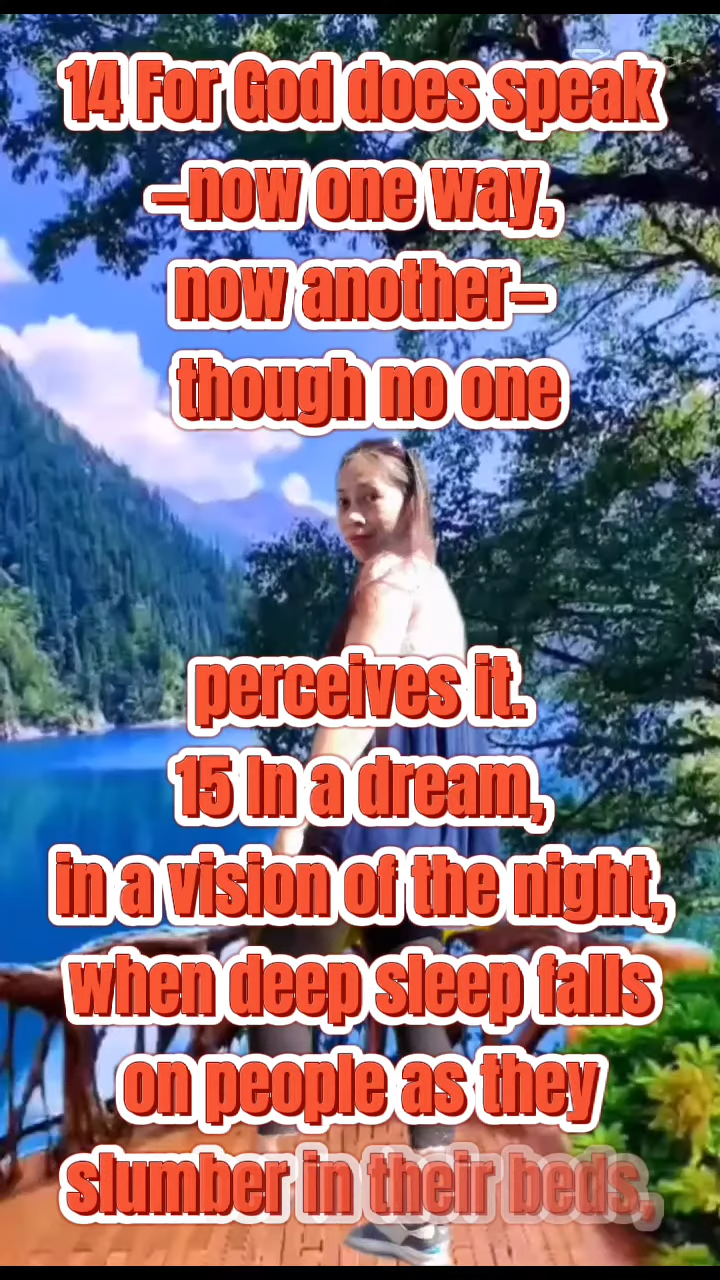 14 For God does speak
—now one way,
now another—
though no one
perceives it.
15 In a dream,
in a vision of the night,
when deep sleep falls
on people as they
slumber in their beds,